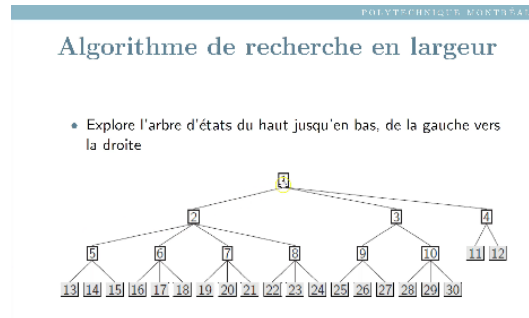 POLYTECHNIQUE MONTRÉAL
Algorithme de recherche en largeur
Explore l'arbre d'états du haut jusqu'en bas, de la gauche vers
la droite
1
2 3 4
5 6 7 8 9 10 11 12
13 14 15 16 17 18 19 20 21 22 23 24 25 26 27 28 29 30